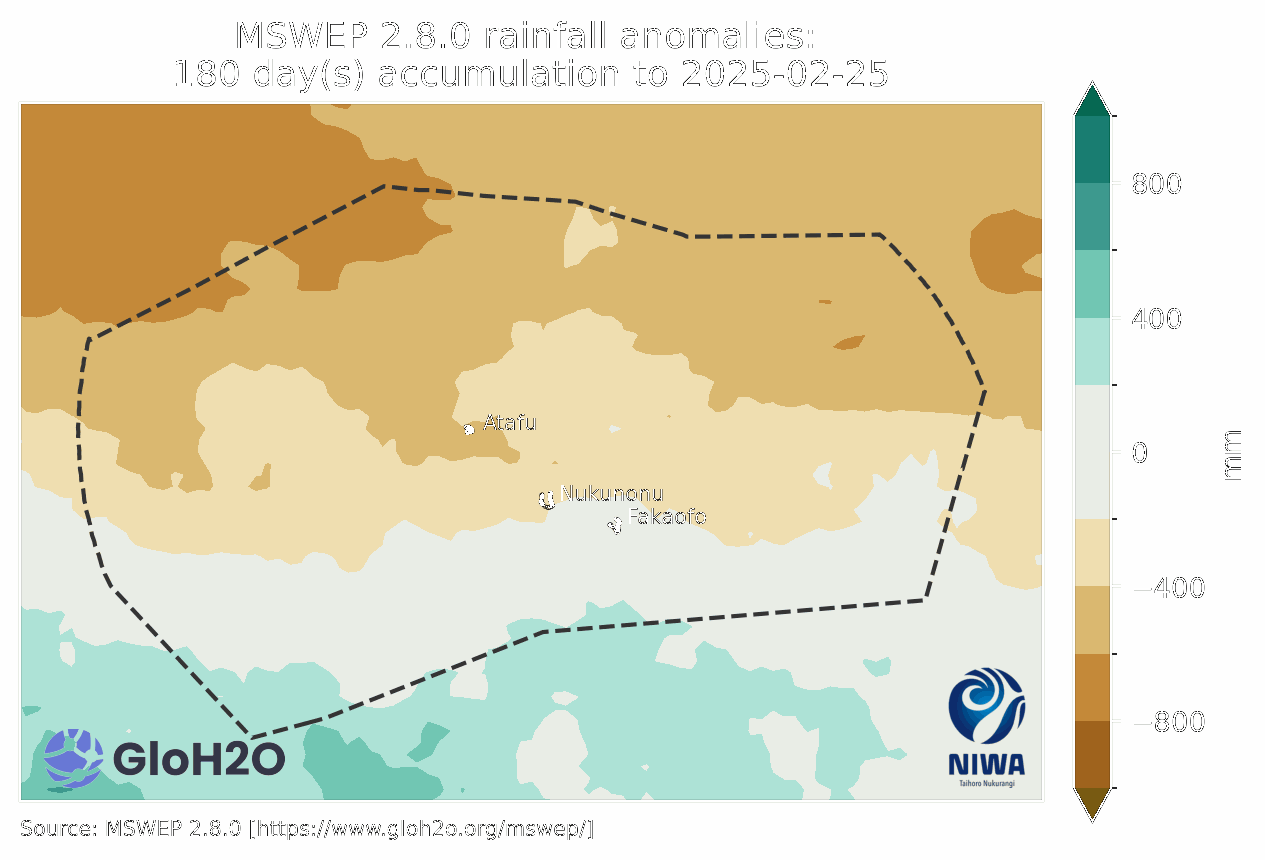 MSWEP 2.8.0 rainfall anomalies:
180 day(s) accumulation to 2025-02-25
800
400
0
−400
−800
mm
Atafu
Nukunonu
Fakaofo
GloH2O
NIWA
Taihoro Nukurangi
Source: MSWEP 2.8.0 [https://www.gloh2o.org/mswep/]